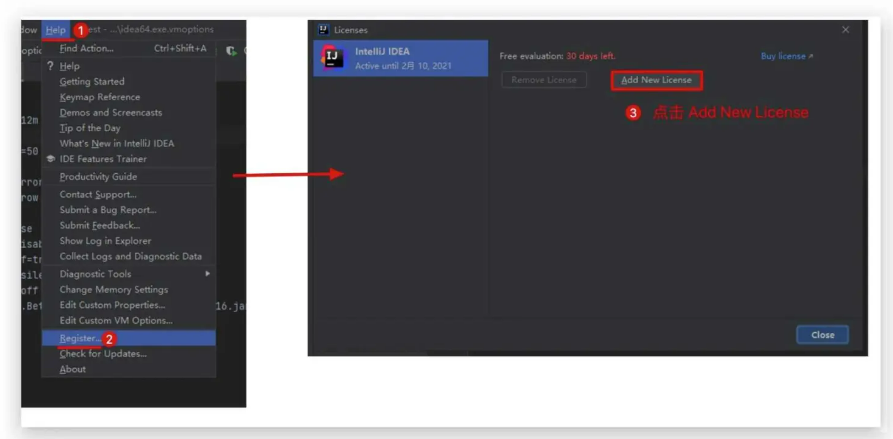 Help
1
est - ...\idea64.exe.vmoptions
Find Action... Ctrl+Shift+A
? Help
Getting Started
Keymap Reference
Demos and Screencasts
12m
Tip of the Day
What's New in IntelliJ IDEA
=50
IDE Features Trainer
Productivity Guide
rror
row
Contact Support...
Submit a Bug Report...
Submit Feedback...
se
Show Log in Explorer
isab
Collect Logs and Diagnostic Data
f=tr
Diagnostic Tools
sile
Change Memory Settings
off
Edit Custom Properties...
.Bet
16.ja
Edit Custom VM Options...
Register...
2
Check for Updates...
About
IJ Licenses
IJ
IntelliJ IDEA
Active until 2月 10, 2021
Free evaluation: 30 days left.
Buy license
Remove License
Add New License
3 点击 Add New License
Close